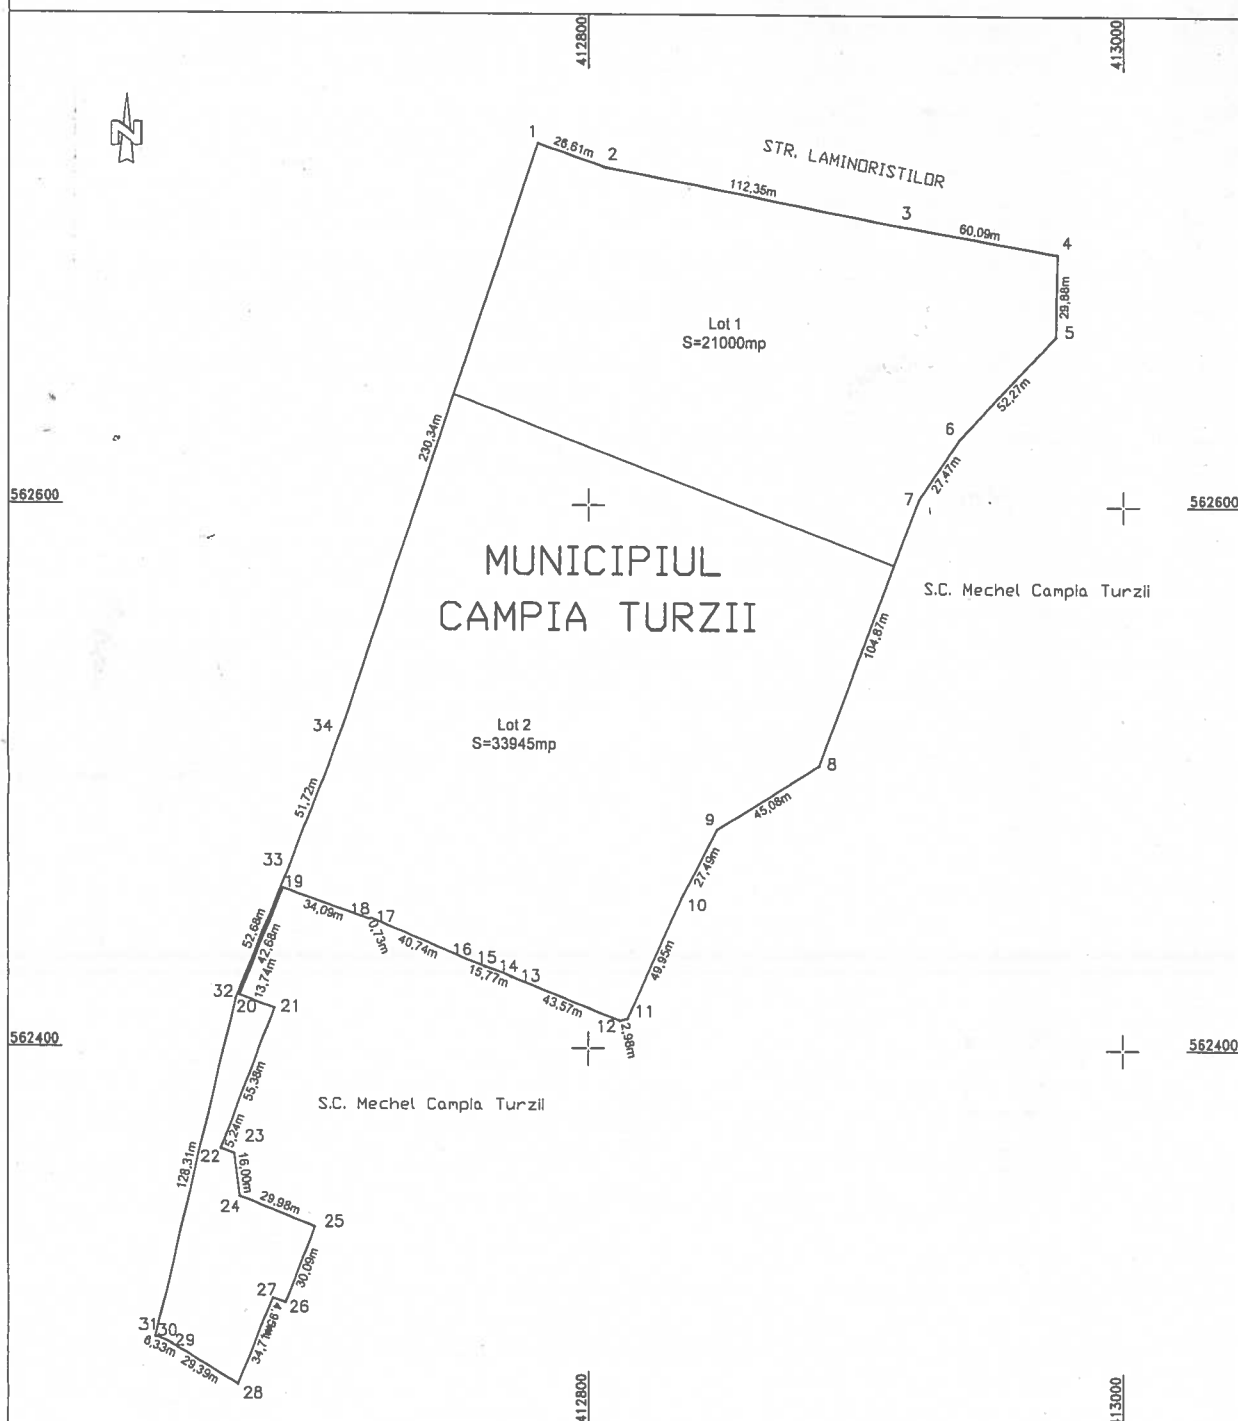 412800
413000
N
1
26,61m
2
STR. LAMINORISTILOR
112,35m
3
60,09m
4
29,88m
Lot 1
S=21000mp
5
52,27m
230,34m
6
27,47m
7
562600
562600
MUNICIPIUL
CAMPIA TURZII
S.C. Mechel Campia Turzii
104,87m
34
Lot 2
S=33945mp
8
51,72m
45,08m
9
33
27,49m
19
34,09m
18
17
10
0,73m
52,68m
42,68m
40,74m
16
15
14
13
15,77m
49,95m
13,74m
43,57m
32
20
21
12
11
2,98m
562400
562400
55,38m
S.C. Mechel Campia Turzii
5,24m
23
22
128,31m
16,00m
24
29,98m
25
30,09m
27
26
4,95m
34,71m
31
30
29
6,33m
29,39m
28
412800
413000